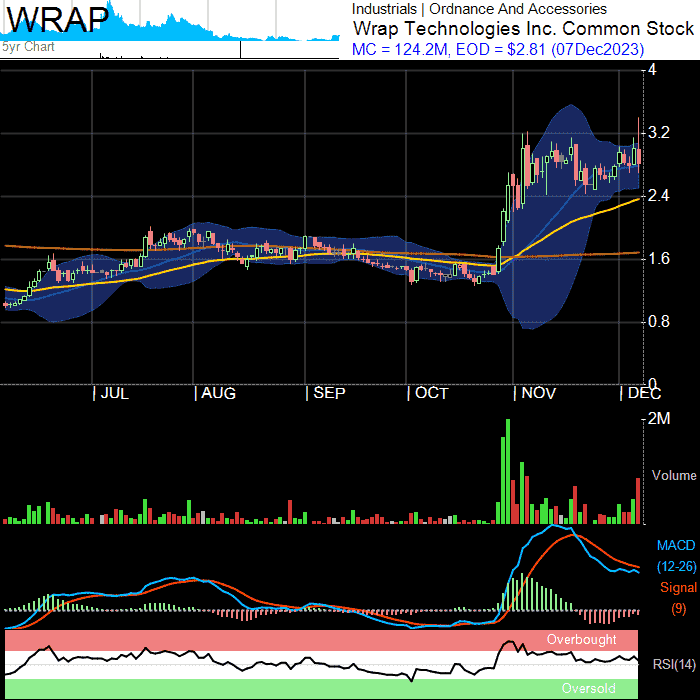 WRAP
5yr Chart
Industrials | Ordnance And Accessories
Wrap Technologies Inc. Common Stock
MC = 124.2M, EOD = $2.81 (07Dec2023)
4
3.2
2.4
1.6
0.8
0
| JUL | AUG | SEP | OCT | NOV | DEC
2M
Volume
MACD
(12-26)
Signal
(9)
Overbought
RSI(14)
Oversold